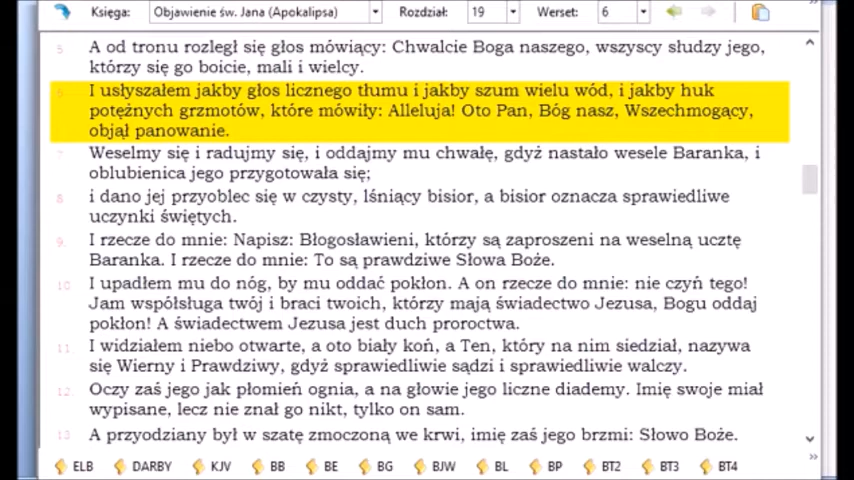 Księga: Objawienie św. Jana (Apokalipsa) Rozdział: 19 Werset: 6
5 A od tronu rozległ się głos mówiący: Chwalcie Boga naszego, wszyscy słudzy jego,
którzy się go boicie, mali i wielcy.
6 I usłyszałem jakby głos licznego tłumu i jakby szum wielu wód, i jakby huk
potężnych grzmotów, które mówiły: Alleluja! Oto Pan, Bóg nasz, Wszechmogący,
objął panowanie.
7 Weselmy się i radujmy się, i oddajmy mu chwałę, gdyż nastało wesele Baranka, i
oblubienica jego przygotowała się;
8 i dano jej przyoblec się w czysty, lśniący bisior, a bisior oznacza sprawiedliwe
uczynki świętych.
9 I rzecze do mnie: Napisz: Błogosławieni, którzy są zaproszeni na weselną ucztę
Baranka. I rzecze do mnie: To są prawdziwe Słowa Boże.
10 I upadłem mu do nóg, by mu oddać pokłon. A on rzecze do mnie: nie czyń tego!
Jam współsługa twój i braci twoich, którzy mają świadectwo Jezusa, Bogu oddaj
pokłon! A świadectwem Jezusa jest duch proroctwa.
11 I widziałem niebo otwarte, a oto biały koń, a Ten, który na nim siedział, nazywa
się Wierny i Prawdziwy, gdyż sprawiedliwie sądzi i sprawiedliwie walczy.
12 Oczy zaś jego jak płomień ognia, a na głowie jego liczne diademy. Imię swoje miał
wypisane, lecz nie znał go nikt, tylko on sam.
13 A przyodziany był w szatę zmoczoną we krwi, imię zaś jego brzmi: Słowo Boże.
ELB DARBY KJV BB BE BG BJW BL BP BT2 BT3 BT4